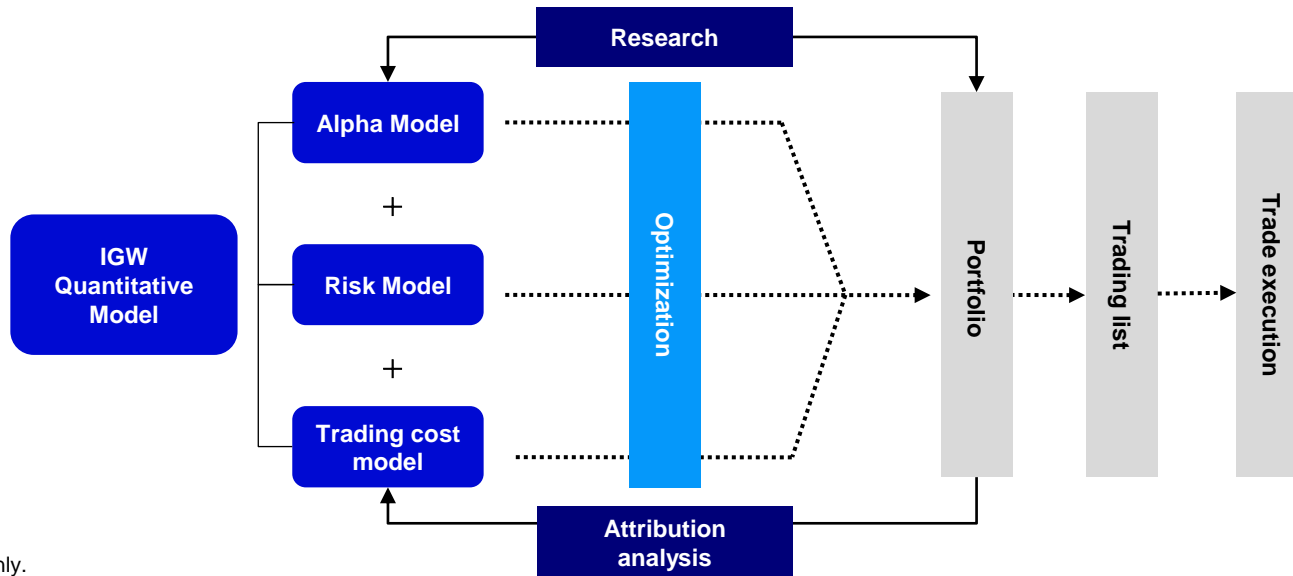 Research
Alpha Model
+
IGW
Quantitative
Model
Risk Model
+
Trading cost
model
Optimization
Portfolio
Trading list
Trade execution
Attribution
analysis
only.